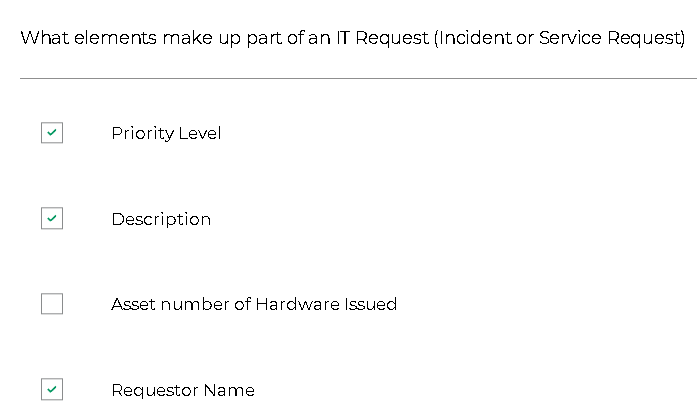 What elements make up part of an IT Request (Incident or Service Request)
Priority Level
Description
Asset number of Hardware Issued
Requestor Name